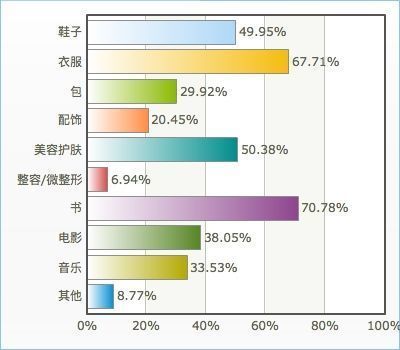 鞋子 49.95%
衣服 67.71%
包 29.92%
配饰 20.45%
美容护肤 50.38%
整容/微整形 6.94%
书 70.78%
电影 38.05%
音乐 33.53%
其他 8.77%
0% 20% 40% 60% 80% 100%